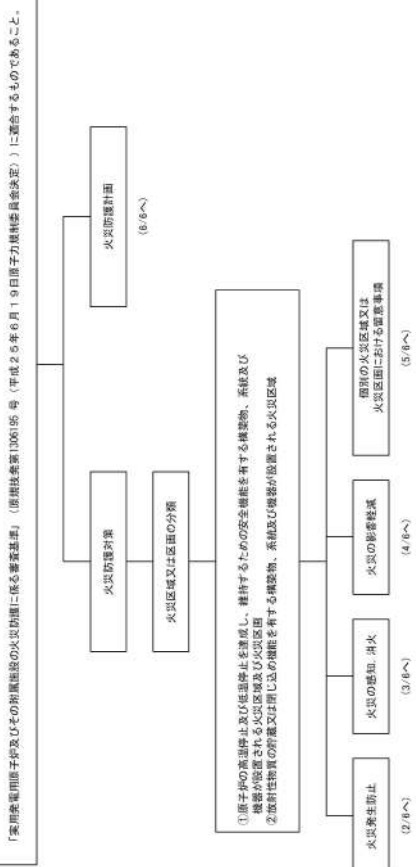 「実用発電用原子炉及びその附属施設の火災防護に係る審査基準」（原規技発第1306195 号（平成２５年６月１９日原子力規制委員会決定））に適合するものであること。
火災防護対策
火災防護計画
(6/6へ)
火災区域又は区画の分類
①原子炉の高温停止及び低温停止を達成し、維持するための安全機能を有する構築物、系統及び
機器が設置される火災区域及び火災区画
②放射性物質の貯蔵又は閉じ込め機能を有する構築物、系統及び機器が設置される火災区域
火災発生防止
(2/6へ)
火災の感知、消火
(3/6へ)
火災の影響軽減
(4/6へ)
個別の火災区域又は
火災区画における留意事項
(5/6へ)